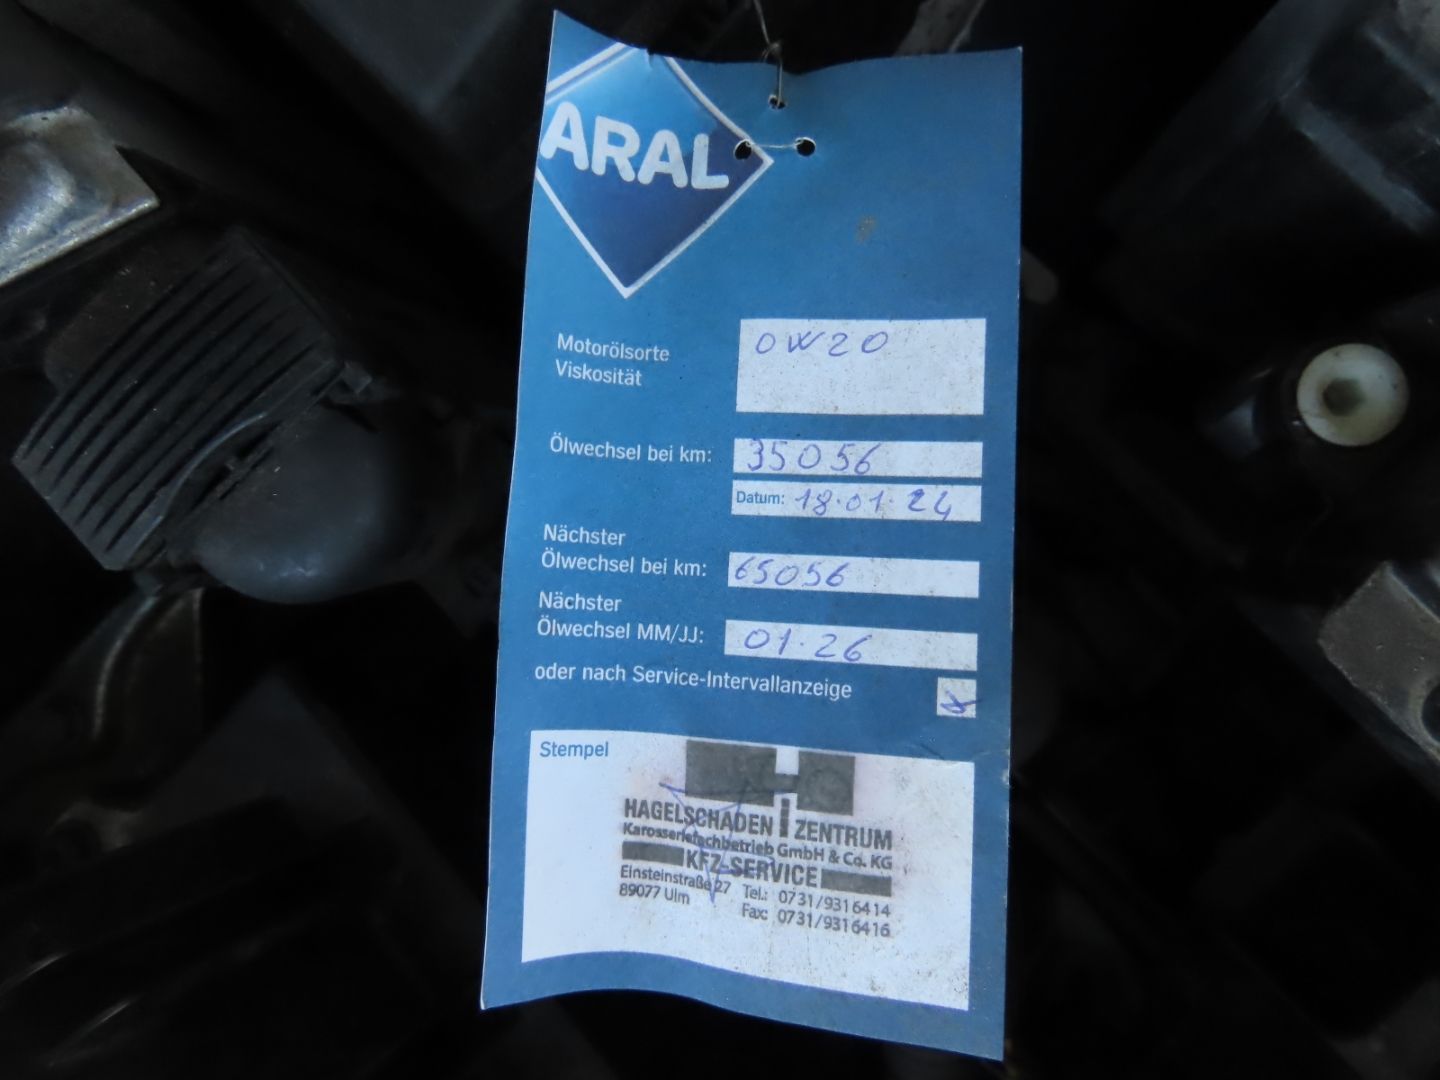 ARAL
Motorölsorte
Viskosität
0W20
Ölwechsel bei km: 35056
Datum: 18.01.24
Nächster
Ölwechsel bei km: 65056
Nächster
Ölwechsel MM/JJ: 01.26
oder nach Service-Intervallanzeige x
Stempel
HAGELSCHADEN ZENTRUM
Karosseriefachbetrieb GmbH & Co. KG
KFZ-SERVICE
Einsteinstraße 27 Tel.: 0731/9316414
89077 Ulm Fax: 0731/9316416